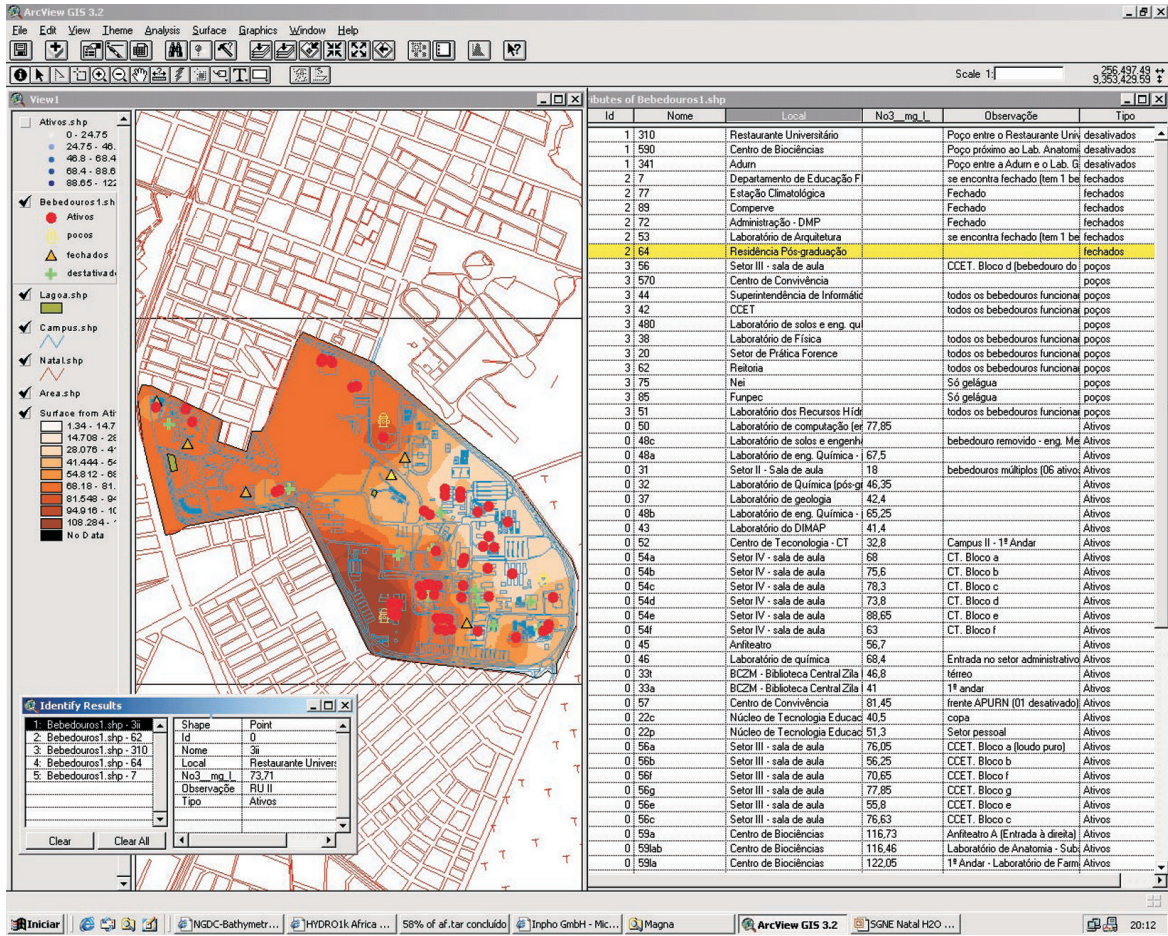 ArcView GIS 3.2
File Edit View Theme Analysis Surface Graphics Window Help
Scale 1:
256,497.49
9,353,429.59
View1
Ativos.shp
0 - 24.75
24.75 - 46.
46.8 - 68.4
68.4 - 88.6
88.65 - 122
Bebedouros1.sh
Ativos
pocos
fechados
destativad
Lagoa.shp
Campus.shp
Natal.shp
Area.shp
Surface from Ati
1.34 - 14.7
14.708 - 28
28.076 - 41
41.444 - 54
54.812 - 68
68.18 - 81.
81.548 - 94
94.916 - 10
108.284 - 1
No Data
Identify Results
1: Bebedouros1.shp - 3ii
2: Bebedouros1.shp - 62
3: Bebedouros1.shp - 310
4: Bebedouros1.shp - 64
5: Bebedouros1.shp - 7
Shape Point
Id 0
Nome 3ii
Local Restaurante Univers
No3__mg_l_ 73,71
Observaçõe RU II
Tipo Ativos
Clear Clear All
ibutes of Bebedouros1.shp
Id Nome Local No3__mg_l_ Observaçõe Tipo
1 310 Restaurante Universitário Poço entre o Restaurante Univ desativados
1 590 Centro de Biociências Poço próximo ao Lab. Anatomi desativados
1 341 Adurn Poço entre a Adurn e o Lab. G desativados
2 7 Departamento de Educação F se encontra fechado (tem 1 be fechados
2 77 Estação Climatológica Fechado fechados
2 89 Comperve Fechado fechados
2 72 Administração - DMP Fechado fechados
2 53 Laboratório de Arquitetura se encontra fechado (tem 1 be fechados
2 64 Residência Pós-graduação fechados
3 56 Setor III - sala de aula CCET. Bloco d (bebedouro do poços
3 570 Centro de Convivência poços
3 44 Superintendência de Informátic todos os bebedouros funcionar poços
3 42 CCET todos os bebedouros funcionar poços
3 480 Laboratório de solos e eng. qu poços
3 38 Laboratório de Física todos os bebedouros funcionar poços
3 20 Setor de Prática Forence todos os bebedouros funcionar poços
3 62 Reitoria todos os bebedouros funcionar poços
3 75 Nei Só gelágua poços
3 85 Funpec Só gelágua poços
3 51 Laboratório dos Recursos Hídr todos os bebedouros funcionar poços
0 50 Laboratório de computação (er 77,85 Ativos
0 48c Laboratório de solos e engenh bebedouro removido - eng. Me Ativos
0 48a Laboratório de eng. Química - 67,5 Ativos
0 31 Setor II - Sala de aula 18 bebedouros múltiplos (06 ativos Ativos
0 32 Laboratório de Química (pós-gr 46,35 Ativos
0 37 Laboratório de geologia 42,4 Ativos
0 48b Laboratório de eng. Química - 65,25 Ativos
0 43 Laboratório do DIMAP 41,4 Ativos
0 52 Centro de Teconologia - CT 32,8 Campus II - 1º Andar Ativos
0 54a Setor IV - sala de aula 68 CT. Bloco a Ativos
0 54b Setor IV - sala de aula 75,6 CT. Bloco b Ativos
0 54c Setor IV - sala de aula 78,3 CT. Bloco c Ativos
0 54d Setor IV - sala de aula 73,8 CT. Bloco d Ativos
0 54e Setor IV - sala de aula 88,65 CT. Bloco e Ativos
0 54f Setor IV - sala de aula 63 CT. Bloco f Ativos
0 45 Anfiteatro 56,7 Ativos
0 46 Laboratório de química 68,4 Entrada no setor administrativo Ativos
0 33t BCZM - Biblioteca Central Zila 46,8 térreo Ativos
0 33a BCZM - Biblioteca Central Zila 41 1º andar Ativos
0 57 Centro de Convivência 81,45 frente APURN (01 desativado) Ativos
0 22c Núcleo de Tecnologia Educac 40,5 copa Ativos
0 22p Núcleo de Tecnologia Educac 51,3 Setor pessoal Ativos
0 56a Setor III - sala de aula 76,05 CCET. Bloco a (loudo puro) Ativos
0 56b Setor III - sala de aula 56,25 CCET. Bloco b Ativos
0 56f Setor III - sala de aula 70,65 CCET. Bloco f Ativos
0 56g Setor III - sala de aula 77,85 CCET. Bloco g Ativos
0 56e Setor III - sala de aula 55,8 CCET. Bloco e Ativos
0 56c Setor III - sala de aula 76,63 CCET. Bloco c Ativos
0 59a Centro de Biociências 116,73 Anfiteatro A (Entrada à direita) Ativos
0 59lab Centro de Biociências 116,46 Laboratório de Anatomia - Sub Ativos
0 59la Centro de Biociências 122,05 1ª Andar - Laboratório de Farm Ativos
Iniciar NGDC-Bathymetr... HYDRO1k Africa ... 58% of af.tar concluído Inpho GmbH - Mic... Magna ArcView GIS 3.2 SGNE Natal H2O ... 20:12